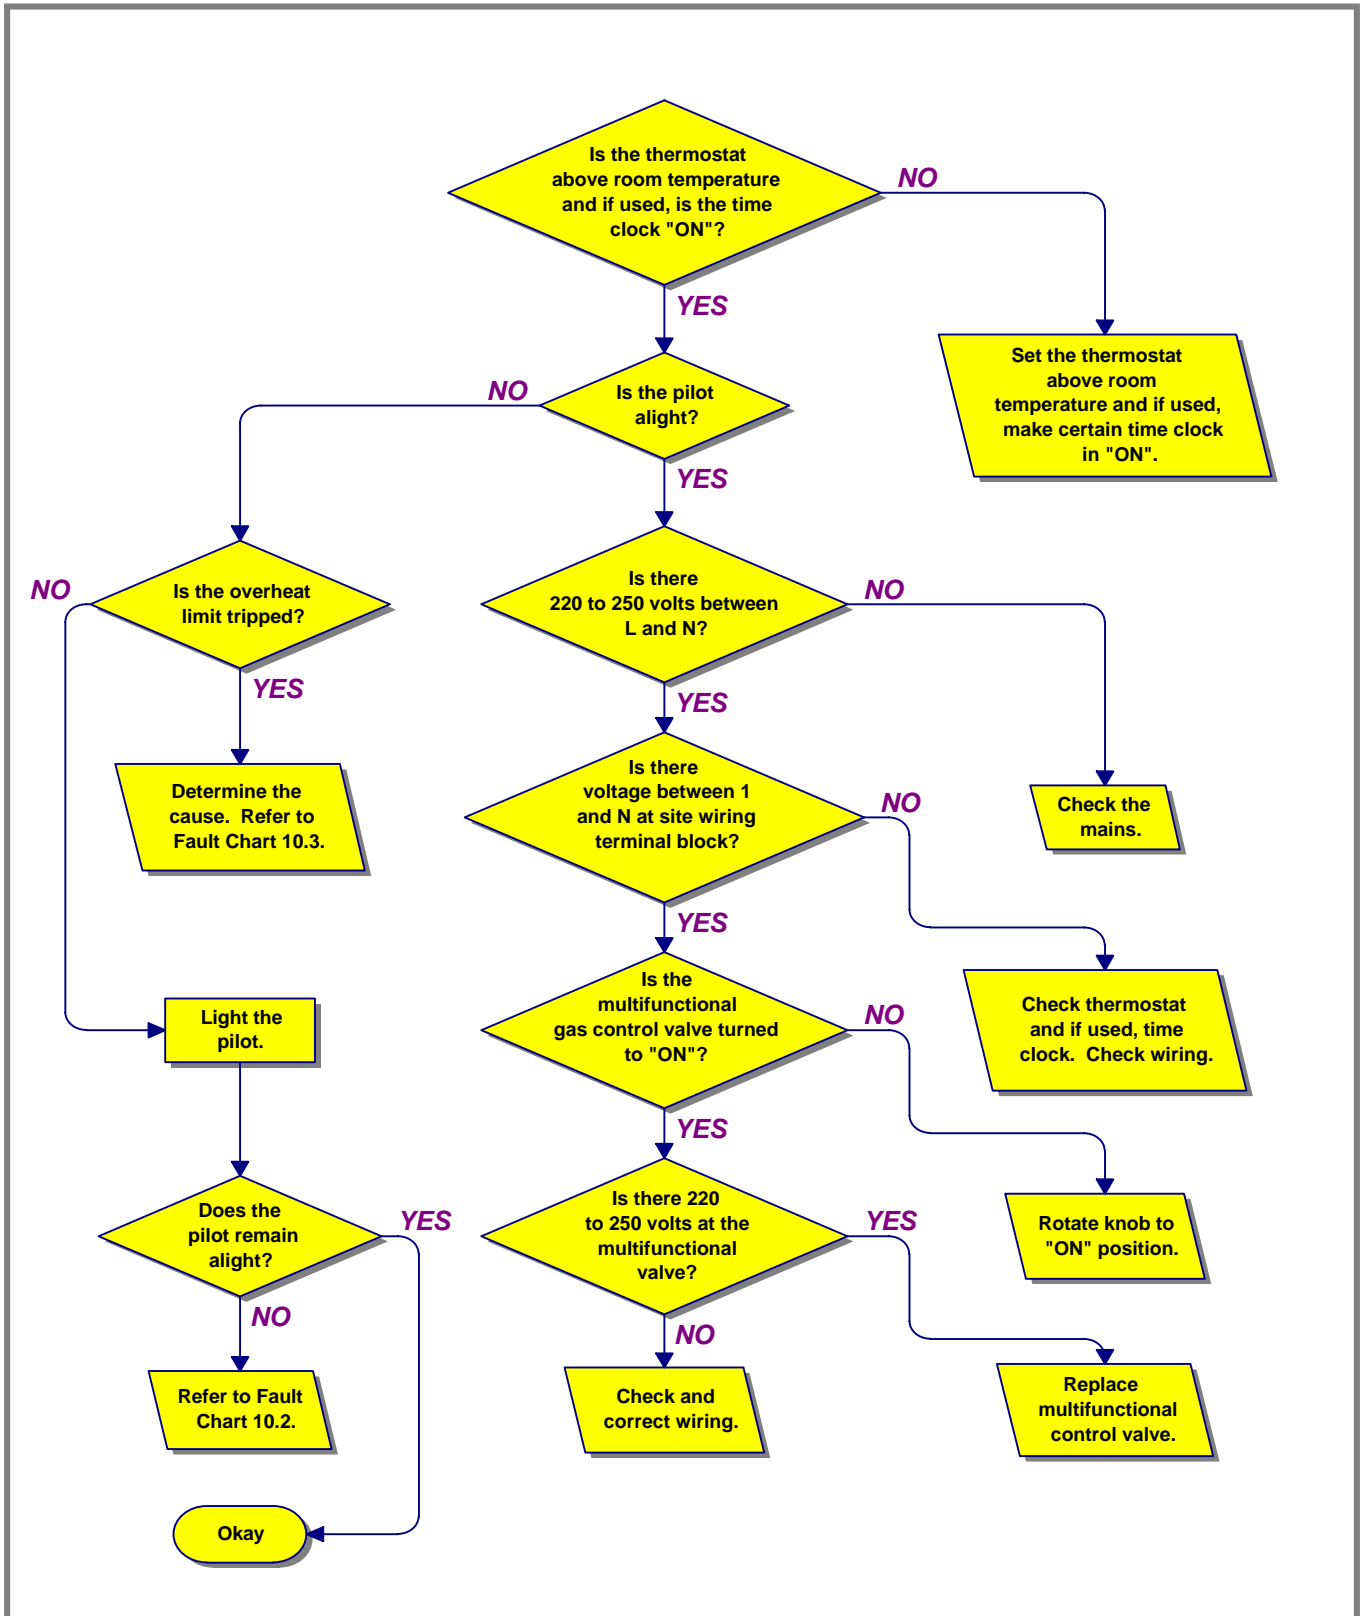 Is the thermostat
above room temperature
and if used, is the time
clock "ON"?
NO
YES
Set the thermostat
above room
temperature and if used,
make certain time clock
in "ON".
Is the pilot
alight?
NO
YES
Is the overheat
limit tripped?
NO
YES
Is there
220 to 250 volts between
L and N?
NO
YES
Determine the
cause. Refer to
Fault Chart 10.3.
Is there
voltage between 1
and N at site wiring
terminal block?
NO
YES
Check the
mains.
Light the
pilot.
Is the
multifunctional
gas control valve turned
to "ON"?
NO
YES
Check thermostat
and if used, time
clock. Check wiring.
Does the
pilot remain
alight?
YES
NO
Is there 220
to 250 volts at the
multifunctional
valve?
YES
NO
Rotate knob to
"ON" position.
Refer to Fault
Chart 10.2.
Check and
correct wiring.
Replace
multifunctional
control valve.
Okay